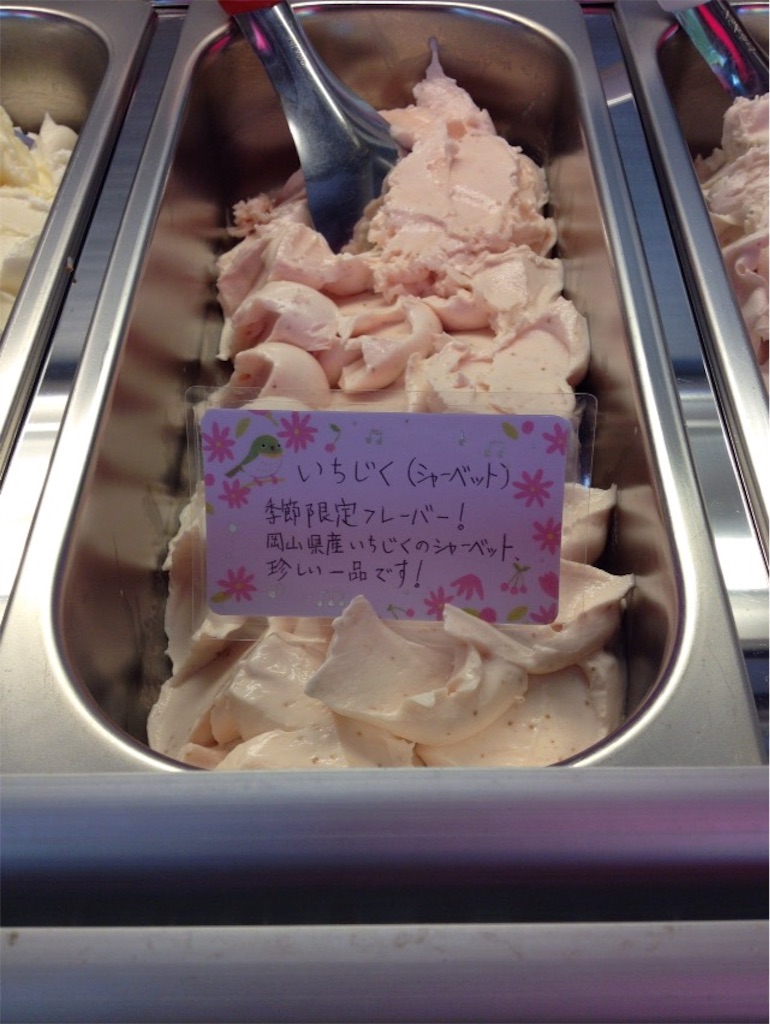 いちじく(シャーベット)
季節限定フレーバー!
岡山県産いちじくのシャーベット、
珍しい一品です!